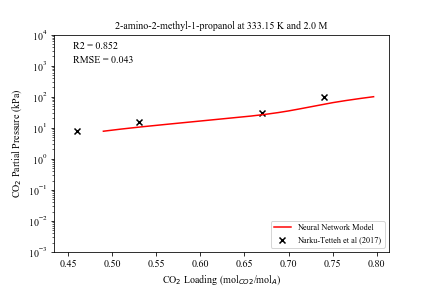 2-amino-2-methyl-1-propanol at 333.15 K and 2.0 M
R2 = 0.852
RMSE = 0.043
CO₂ Partial Pressure (kPa)
10⁴
10³
10²
10¹
10⁰
10⁻¹
10⁻²
10⁻³
0.45 0.50 0.55 0.60 0.65 0.70 0.75 0.80
CO₂ Loading (mol_CO2/mol_A)
Neural Network Model
Narku-Tetteh et al (2017)